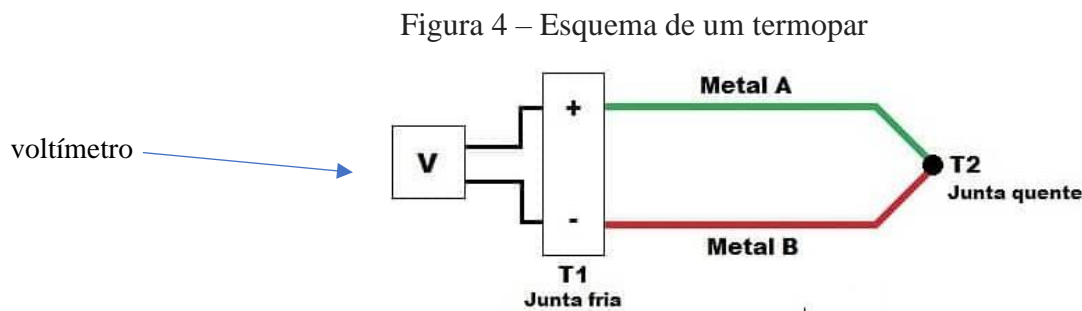 Figura 4 – Esquema de um termopar
Metal A
+
voltímetro
V
T2
Junta quente
-
Metal B
T1
Junta fria